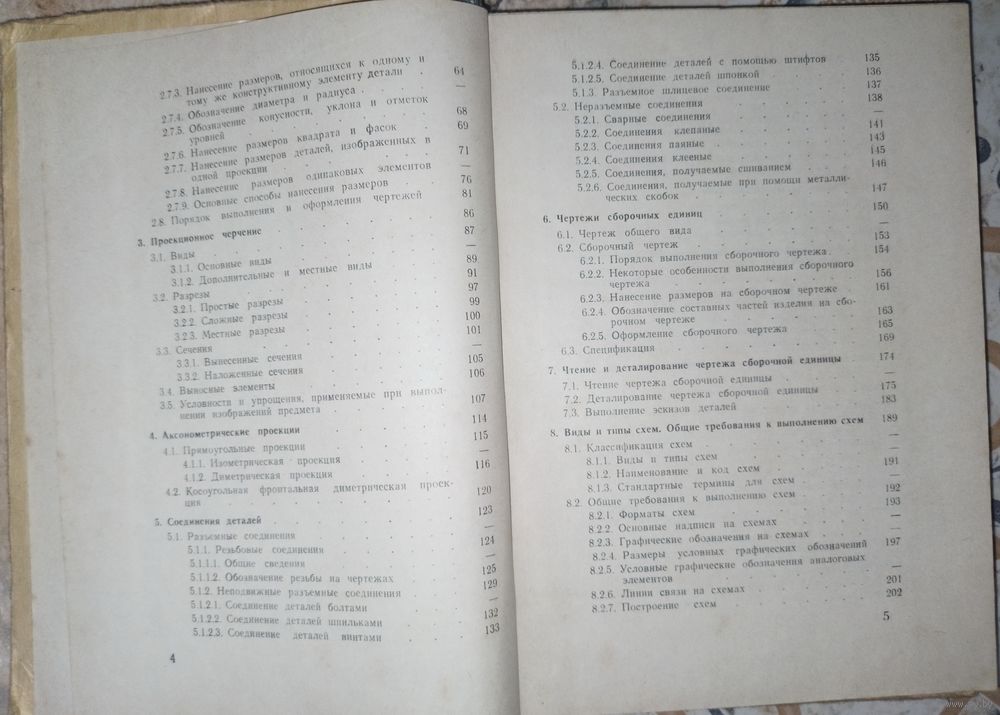 2.7.3. Нанесение размеров, относящихся к одному и
тому же конструктивному элементу детали . 64
2.7.4. Обозначение диаметра и радиуса . . . . —
2.7.5. Обозначение конусности, уклона и отметок
уровней . . . . . . 68
2.7.6. Нанесение размеров квадрата и фасок 69
2.7.7. Нанесение размеров деталей, изображенных в
одной проекции . . . . . 71
2.7.8. Нанесение размеров одинаковых элементов —
2.7.9. Основные способы нанесения размеров . . 76
2.8. Порядок выполнения и оформления чертежей 81
3. Проекционное черчение . . . . . 86
3.1. Виды . . . . . . . 87
3.1.1. Основные виды . . . . . —
3.1.2. Дополнительные и местные виды . . 89
3.2. Разрезы . . . . . . 91
3.2.1. Простые разрезы . . . . 97
3.2.2. Сложные разрезы . . . . 99
3.2.3. Местные разрезы . . . . 100
3.3. Сечения . . . . . . 101
3.3.1. Вынесенные сечения . . . . —
3.3.2. Наложенные сечения . . . . 105
3.4. Выносные элементы . . . . . 106
3.5. Условности и упрощения, применяемые при выпол-
нении изображений предмета . . . . 107
4. Аксонометрические проекции . . . . 114
4.1. Прямоугольные проекции . . . . 115
4.1.1. Изометрическая проекция . . . —
4.1.2. Диметрическая проекция . . . 116
4.2. Косоугольная фронтальная диметрическая проек-
ция . . . . . . . 120
5. Соединения деталей . . . . . 123
5.1. Разъемные соединения . . . . —
5.1.1. Резьбовые соединения . . . . 124
5.1.1.1. Общие сведения . . . . —
5.1.1.2. Обозначение резьбы на чертежах . . 125
5.1.2. Неподвижные разъемные соединения . . 129
5.1.2.1. Соединение деталей болтами . . . —
5.1.2.2. Соединение деталей шпильками . . . 132
5.1.2.3. Соединение деталей винтами . . . 133
4
5.1.2.4. Соединение деталей с помощью штифтов 135
5.1.2.5. Соединение деталей шпонкой . . . 136
5.1.3. Разъемное шлицевое соединение . . . 137
5.2. Неразъемные соединения . . . . 138
5.2.1. Сварные соединения . . . . —
5.2.2. Соединения клепаные . . . . 141
5.2.3. Соединения паяные . . . . 143
5.2.4. Соединения клееные . . . . 145
5.2.5. Соединения, получаемые сшиванием . . 146
5.2.6. Соединения, получаемые при помощи металли-
ческих скобок . . . . . 147
6. Чертежи сборочных единиц . . . . 150
6.1. Чертеж общего вида . . . . —
6.2. Сборочный чертеж . . . . . 153
6.2.1. Порядок выполнения сборочного чертежа . . 154
6.2.2. Некоторые особенности выполнения сборочного
чертежа . . . . . . 156
6.2.3. Нанесение размеров на сборочном чертеже . 161
6.2.4. Обозначение составных частей изделия на сбо-
рочном чертеже . . . . . 163
6.2.5. Оформление сборочного чертежа . . . 165
6.3. Спецификация . . . . . . 169
7. Чтение и деталирование чертежа сборочной единицы 174
7.1. Чтение чертежа сборочной единицы . . . —
7.2. Деталирование чертежа сборочной единицы . 175
7.3. Выполнение эскизов деталей . . . . 183
8. Виды и типы схем. Общие требования к выполнению схем 189
8.1. Классификация схем . . . . . —
8.1.1. Виды и типы схем . . . . —
8.1.2. Наименование и код схем . . . 191
8.1.3. Стандартные термины для схем . . . —
8.2. Общие требования к выполнению схем . . 192
8.2.1. Форматы схем . . . . . 193
8.2.2. Основные надписи на схемах . . . —
8.2.3. Графические обозначения на схемах . . —
8.2.4. Размеры условных графических обозначений 197
8.2.5. Условные графические обозначения аналоговых
элементов . . . . . . —
8.2.6. Линии связи на схемах . . . . 201
8.2.7. Построение схем . . . . . 202
5